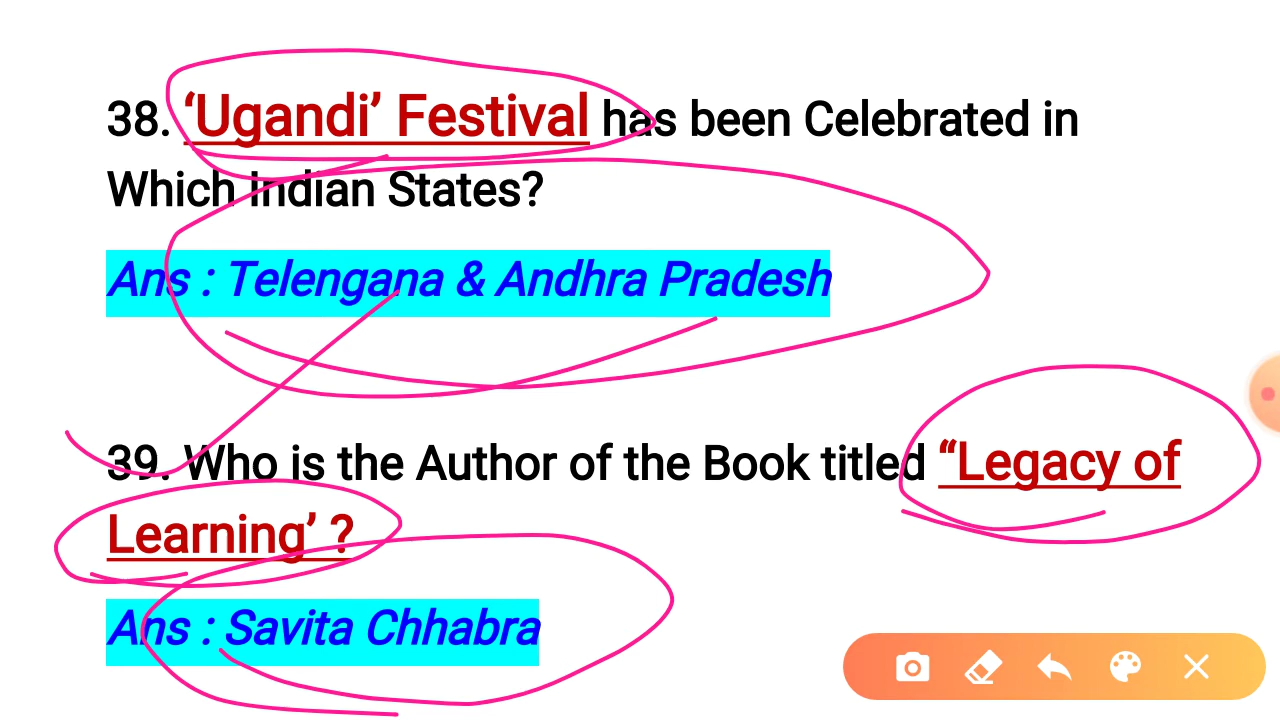 38. ‘Ugandi’ Festival has been Celebrated in
Which Indian States?
Ans : Telengana & Andhra Pradesh
39. Who is the Author of the Book titled “Legacy of
Learning’ ?
Ans : Savita Chhabra